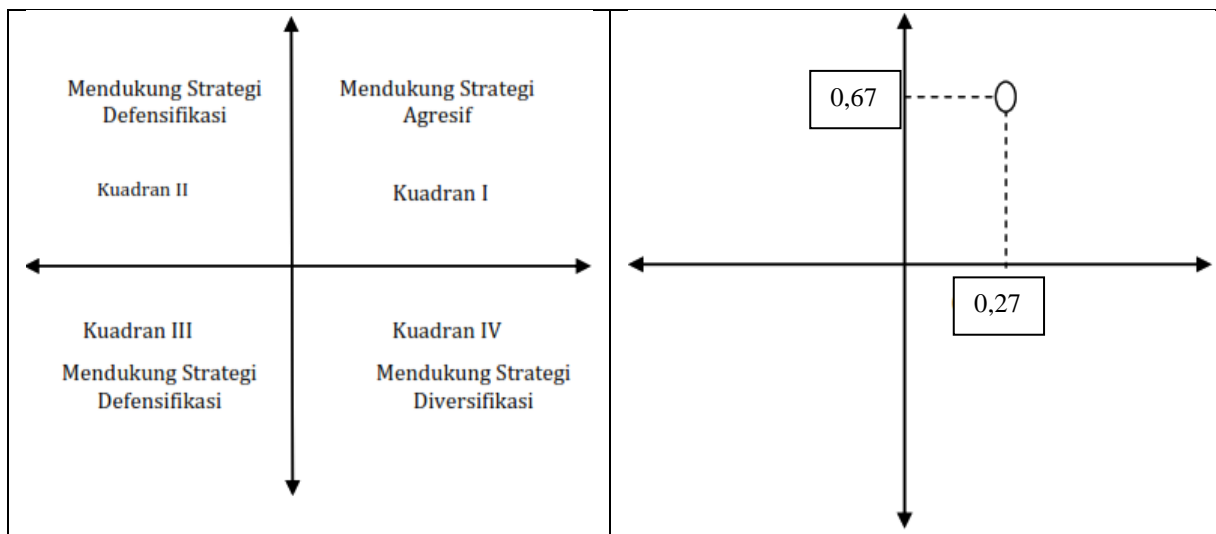 Mendukung Strategi
Defensifikasi
Mendukung Strategi
Agresif
Kuadran II
Kuadran I
Kuadran III
Mendukung Strategi
Defensifikasi
Kuadran IV
Mendukung Strategi
Diversifikasi
0,67
0,27